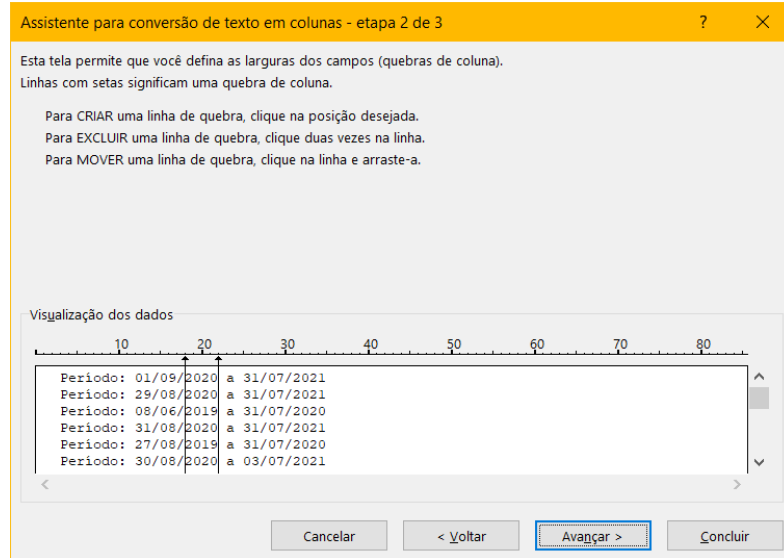 Assistente para conversão de texto em colunas - etapa 2 de 3 ? ×
Esta tela permite que você defina as larguras dos campos (quebras de coluna).
Linhas com setas significam uma quebra de coluna.
Para CRIAR uma linha de quebra, clique na posição desejada.
Para EXCLUIR uma linha de quebra, clique duas vezes na linha.
Para MOVER uma linha de quebra, clique na linha e arraste-a.
Visualização dos dados
10 20 30 40 50 60 70 80
Período: 01/09/2020 a 31/07/2021
Período: 29/08/2020 a 31/07/2021
Período: 08/06/2019 a 31/07/2020
Período: 31/08/2020 a 31/07/2021
Período: 27/08/2019 a 31/07/2020
Período: 30/08/2020 a 03/07/2021
Cancelar < Voltar Avançar > Concluir